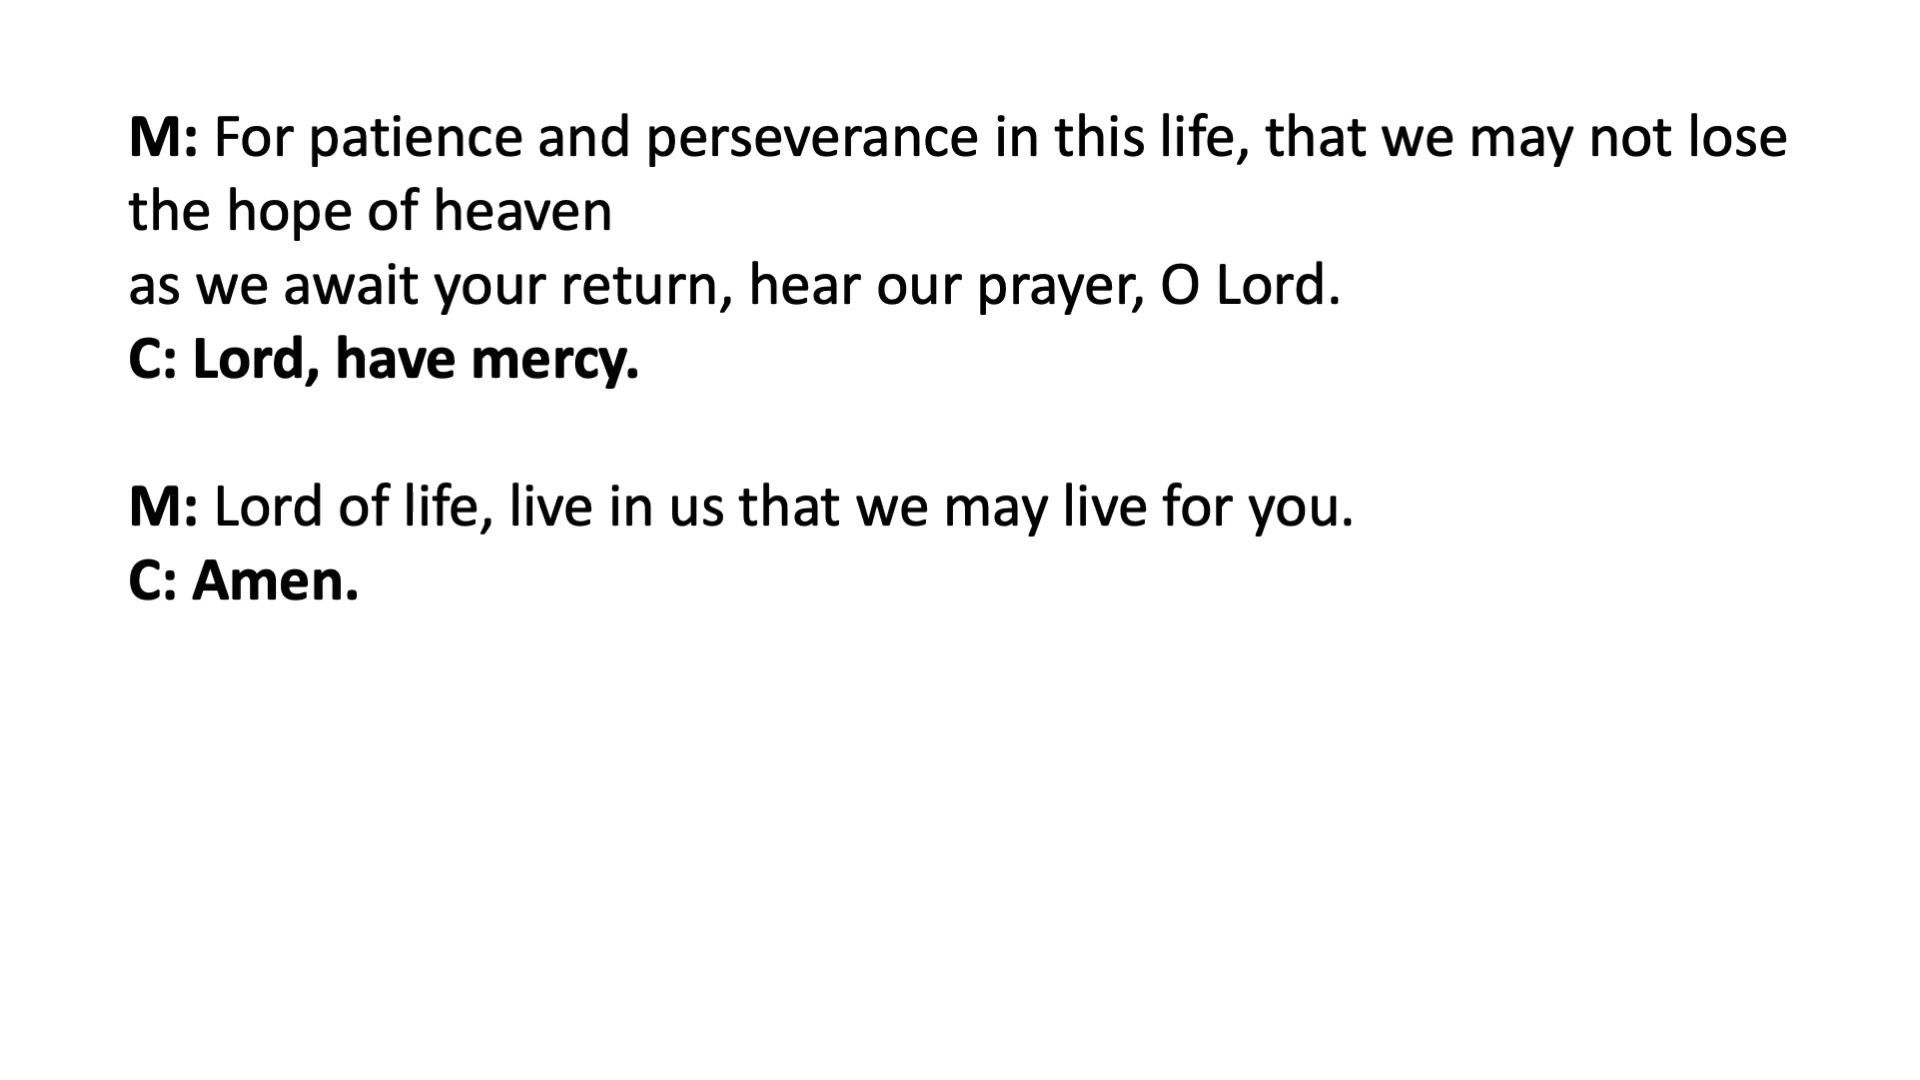 M: For patience and perseverance in this life, that we may not lose
the hope of heaven
as we await your return, hear our prayer, O Lord.
C: Lord, have mercy.
M: Lord of life, live in us that we may live for you.
C: Amen.